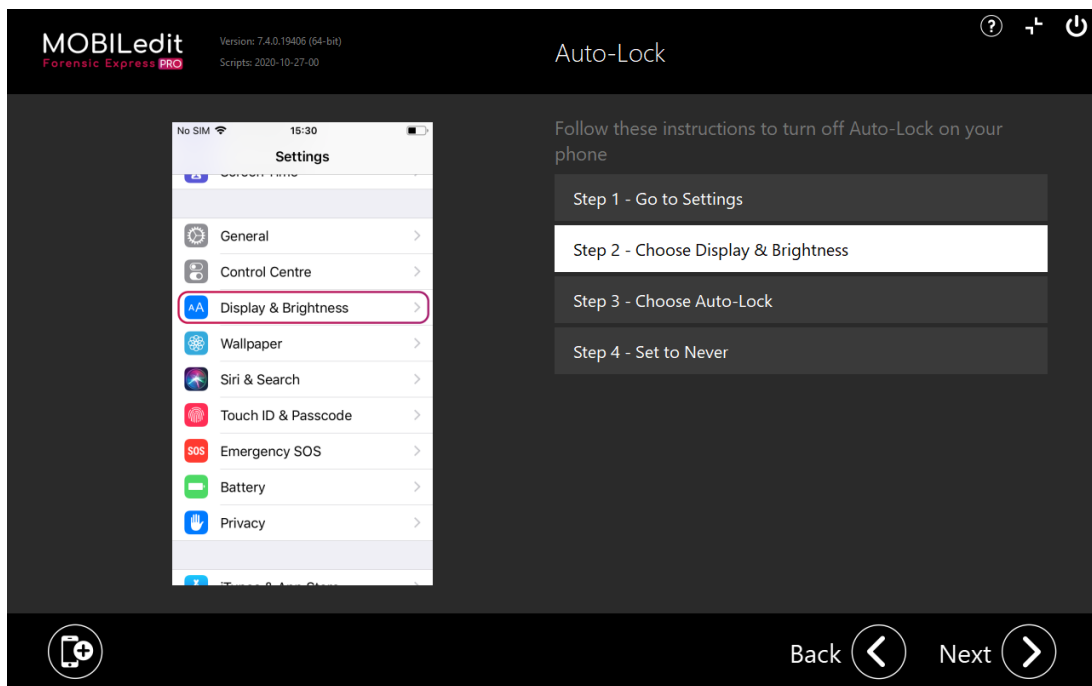 MOBILedit
Forensic Express PRO
Version: 7.4.0.19406 (64-bit)
Scripts: 2020-10-27-00
Auto-Lock
?
No SIM 15:30
Settings
General
Control Centre
AA Display & Brightness
Wallpaper
Siri & Search
Touch ID & Passcode
SOS Emergency SOS
Battery
Privacy
Follow these instructions to turn off Auto-Lock on your
phone
Step 1 - Go to Settings
Step 2 - Choose Display & Brightness
Step 3 - Choose Auto-Lock
Step 4 - Set to Never
Back
Next